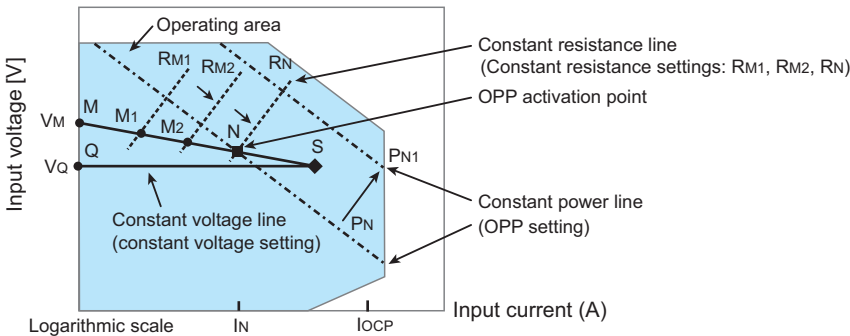 Operating area
Input voltage [V]
RM1
RM2
RN
Constant resistance line
(Constant resistance settings: RM1, RM2, RN)
OPP activation point
VM
M
M1
M2
N
S
VQ
Q
PN1
PN
Constant voltage line
(constant voltage setting)
Constant power line
(OPP setting)
Logarithmic scale
IN
IOCP
Input current (A)